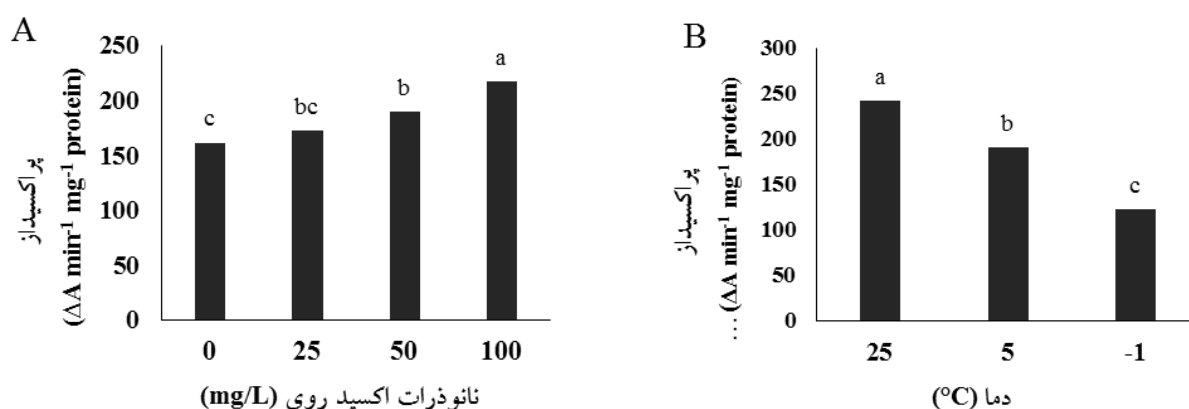 A
پراکسیداز
(ΔA min⁻¹ mg⁻¹ protein)
250
200
150
100
50
0
c
bc
b
a
0 25 50 100
نانوذرات اکسید روی (mg/L)
B
پراکسیداز
(ΔA min⁻¹ mg⁻¹ protein) …
300
250
200
150
100
50
0
a
b
c
25 5 -1
دما (°C)